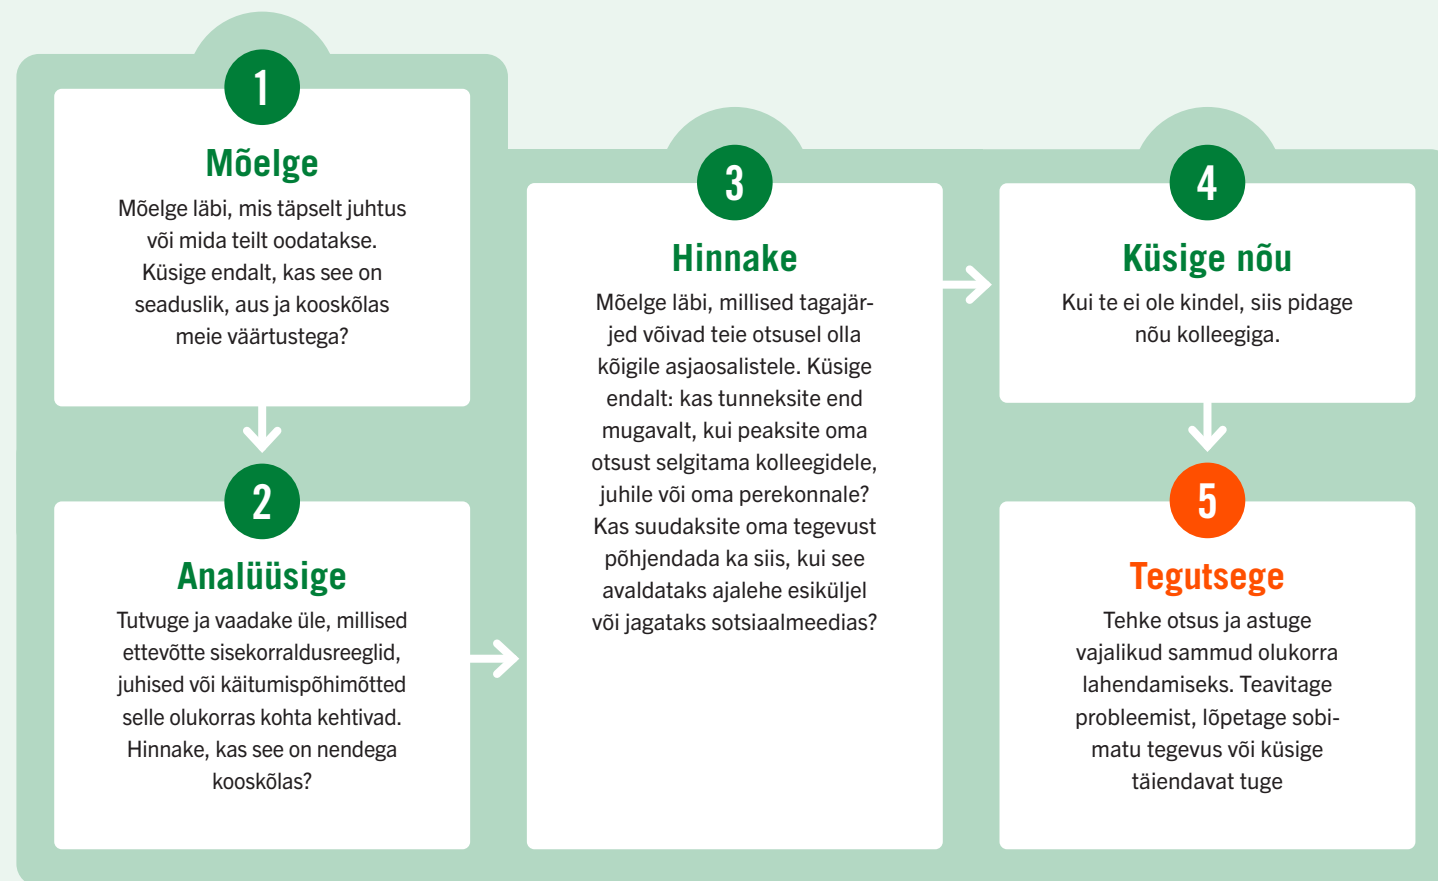 1
Mõelge
Mõelge läbi, mis täpselt juhtus
või mida teilt oodatakse.
Küsige endalt, kas see on
seaduslik, aus ja kooskõlas
meie väärtustega?
2
Analüüsige
Tutvuge ja vaadake üle, millised
ettevõtte sisekorraldusreeglid,
juhised või käitumispõhimõtted
selle olukorras kohta kehtivad.
Hinnake, kas see on nendega
kooskõlas?
3
Hinnake
Mõelge läbi, millised tagajär-
jed võivad teie otsusel olla
kõigile asjaosalistele. Küsige
endalt: kas tunneksite end
mugavalt, kui peaksite oma
otsust selgitama kolleegidele,
juhile või oma perekonnale?
Kas suudaksite oma tegevust
põhjendada ka siis, kui see
avaldataks ajalehe esiküljel
või jagataks sotsiaalmeedias?
4
Küsige nõu
Kui te ei ole kindel, siis pidage
nõu kolleegiga.
5
Tegutsege
Tehke otsus ja astuge
vajalikud sammud olukorra
lahendamiseks. Teavitage
probleemist, lõpetage sobi-
matu tegevus või küsige
täiendavat tuge